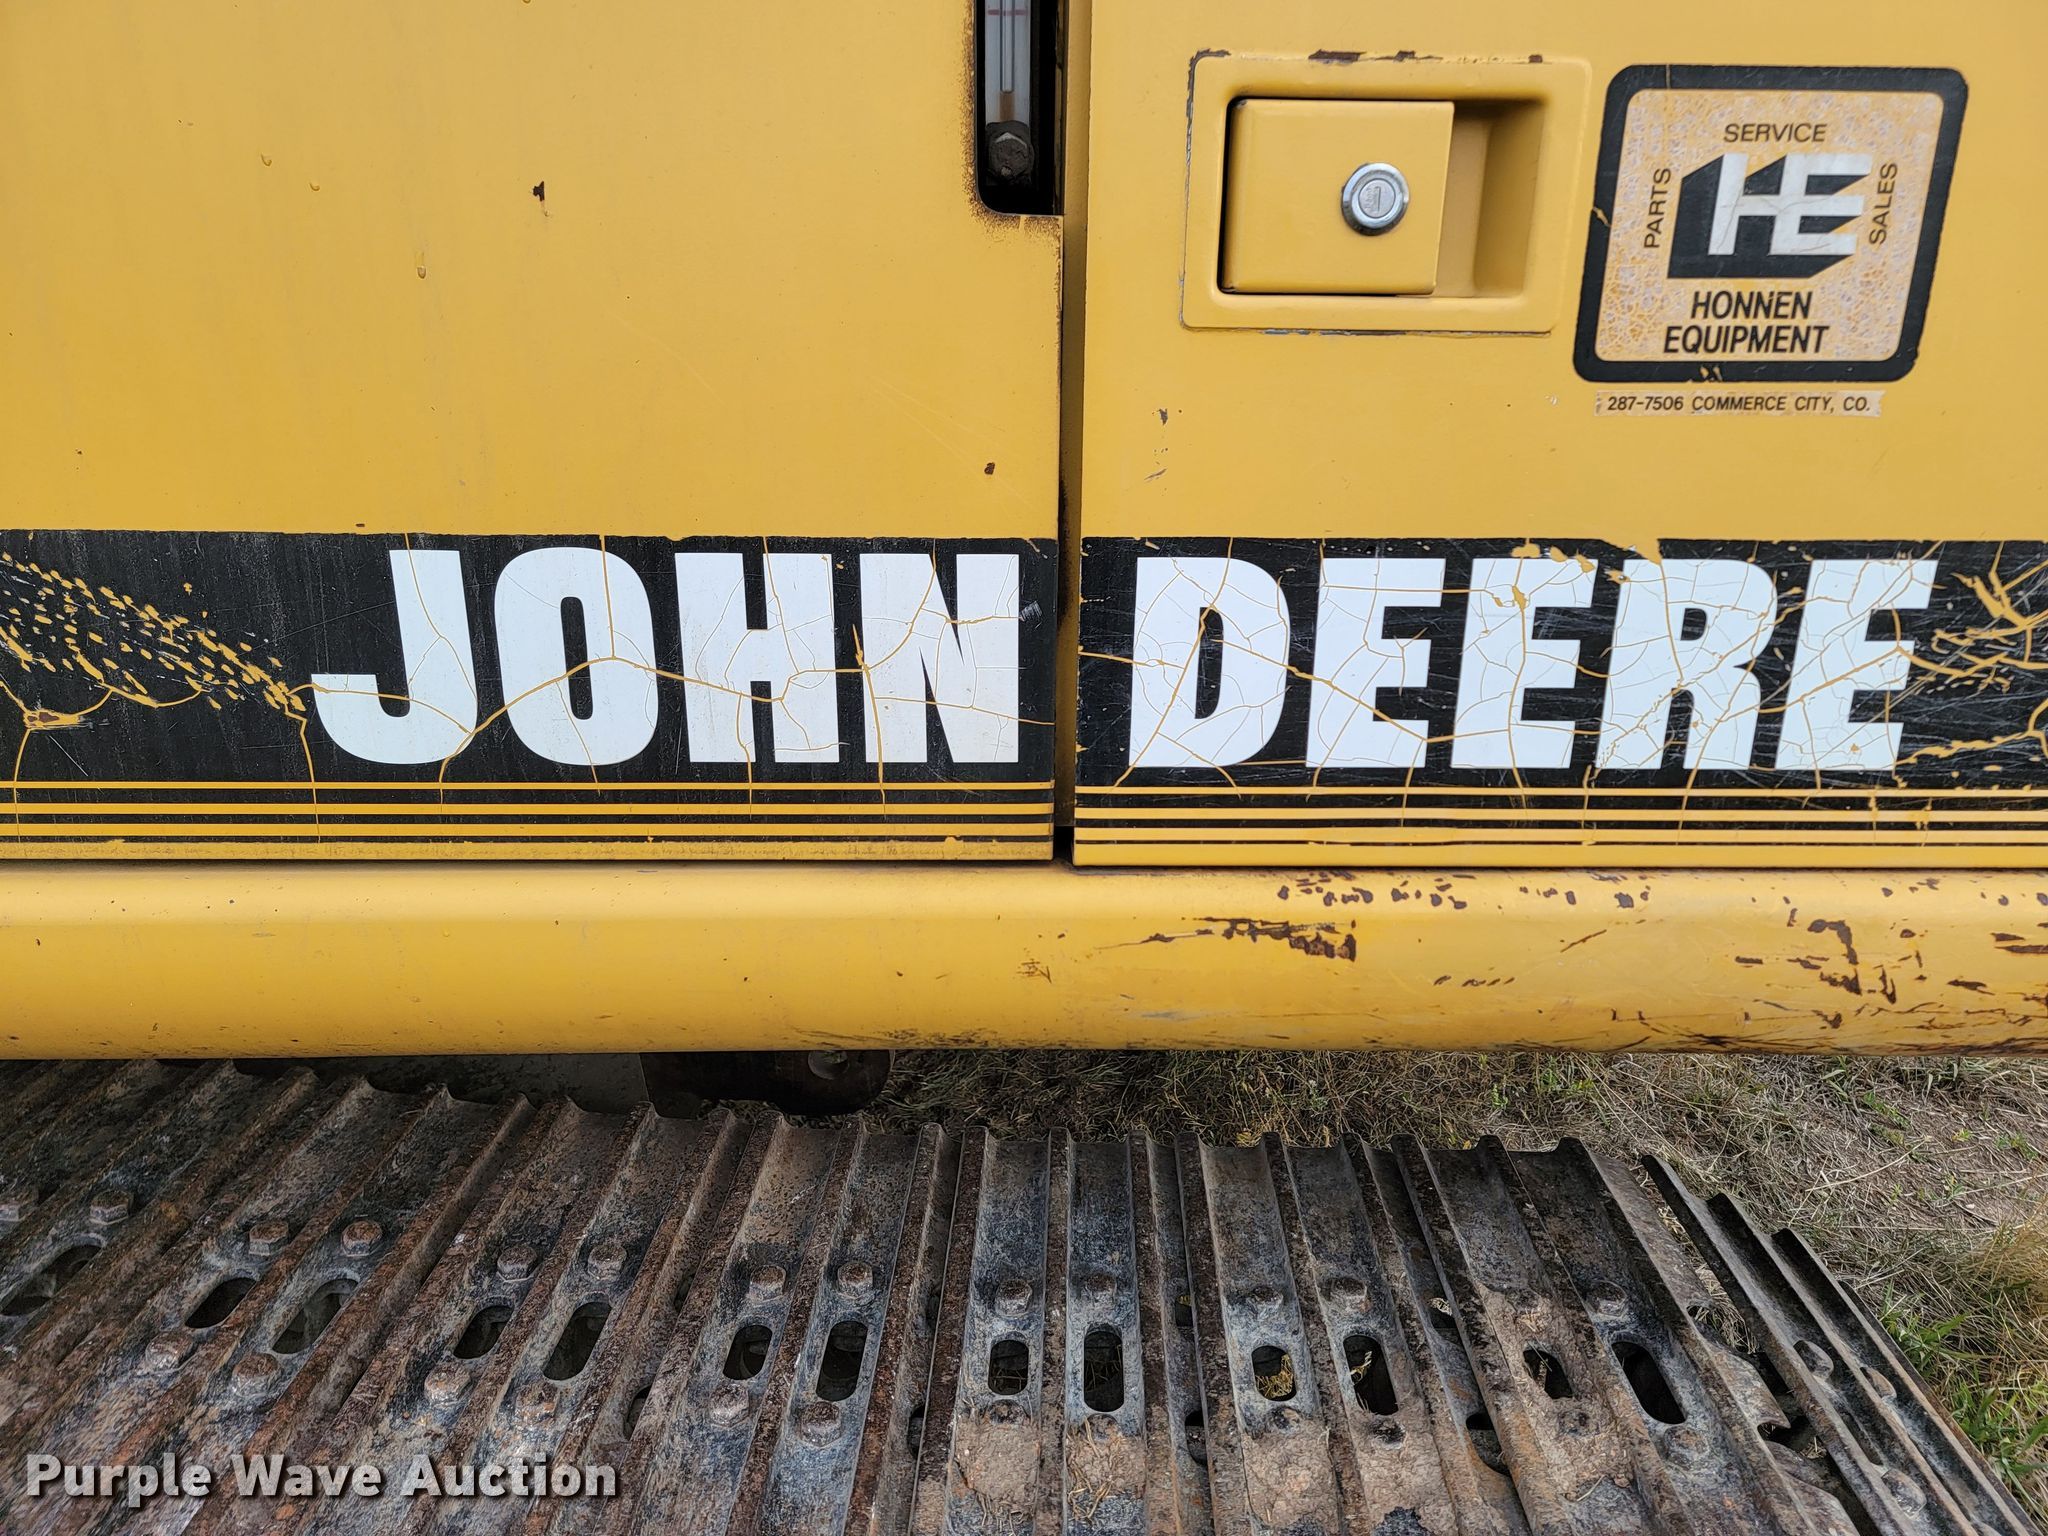 SERVICE
PARTS
HE
SALES
HONNEN
EQUIPMENT
287-7506 COMMERCE CITY, CO.
JOHN DEERE
Purple Wave Auction